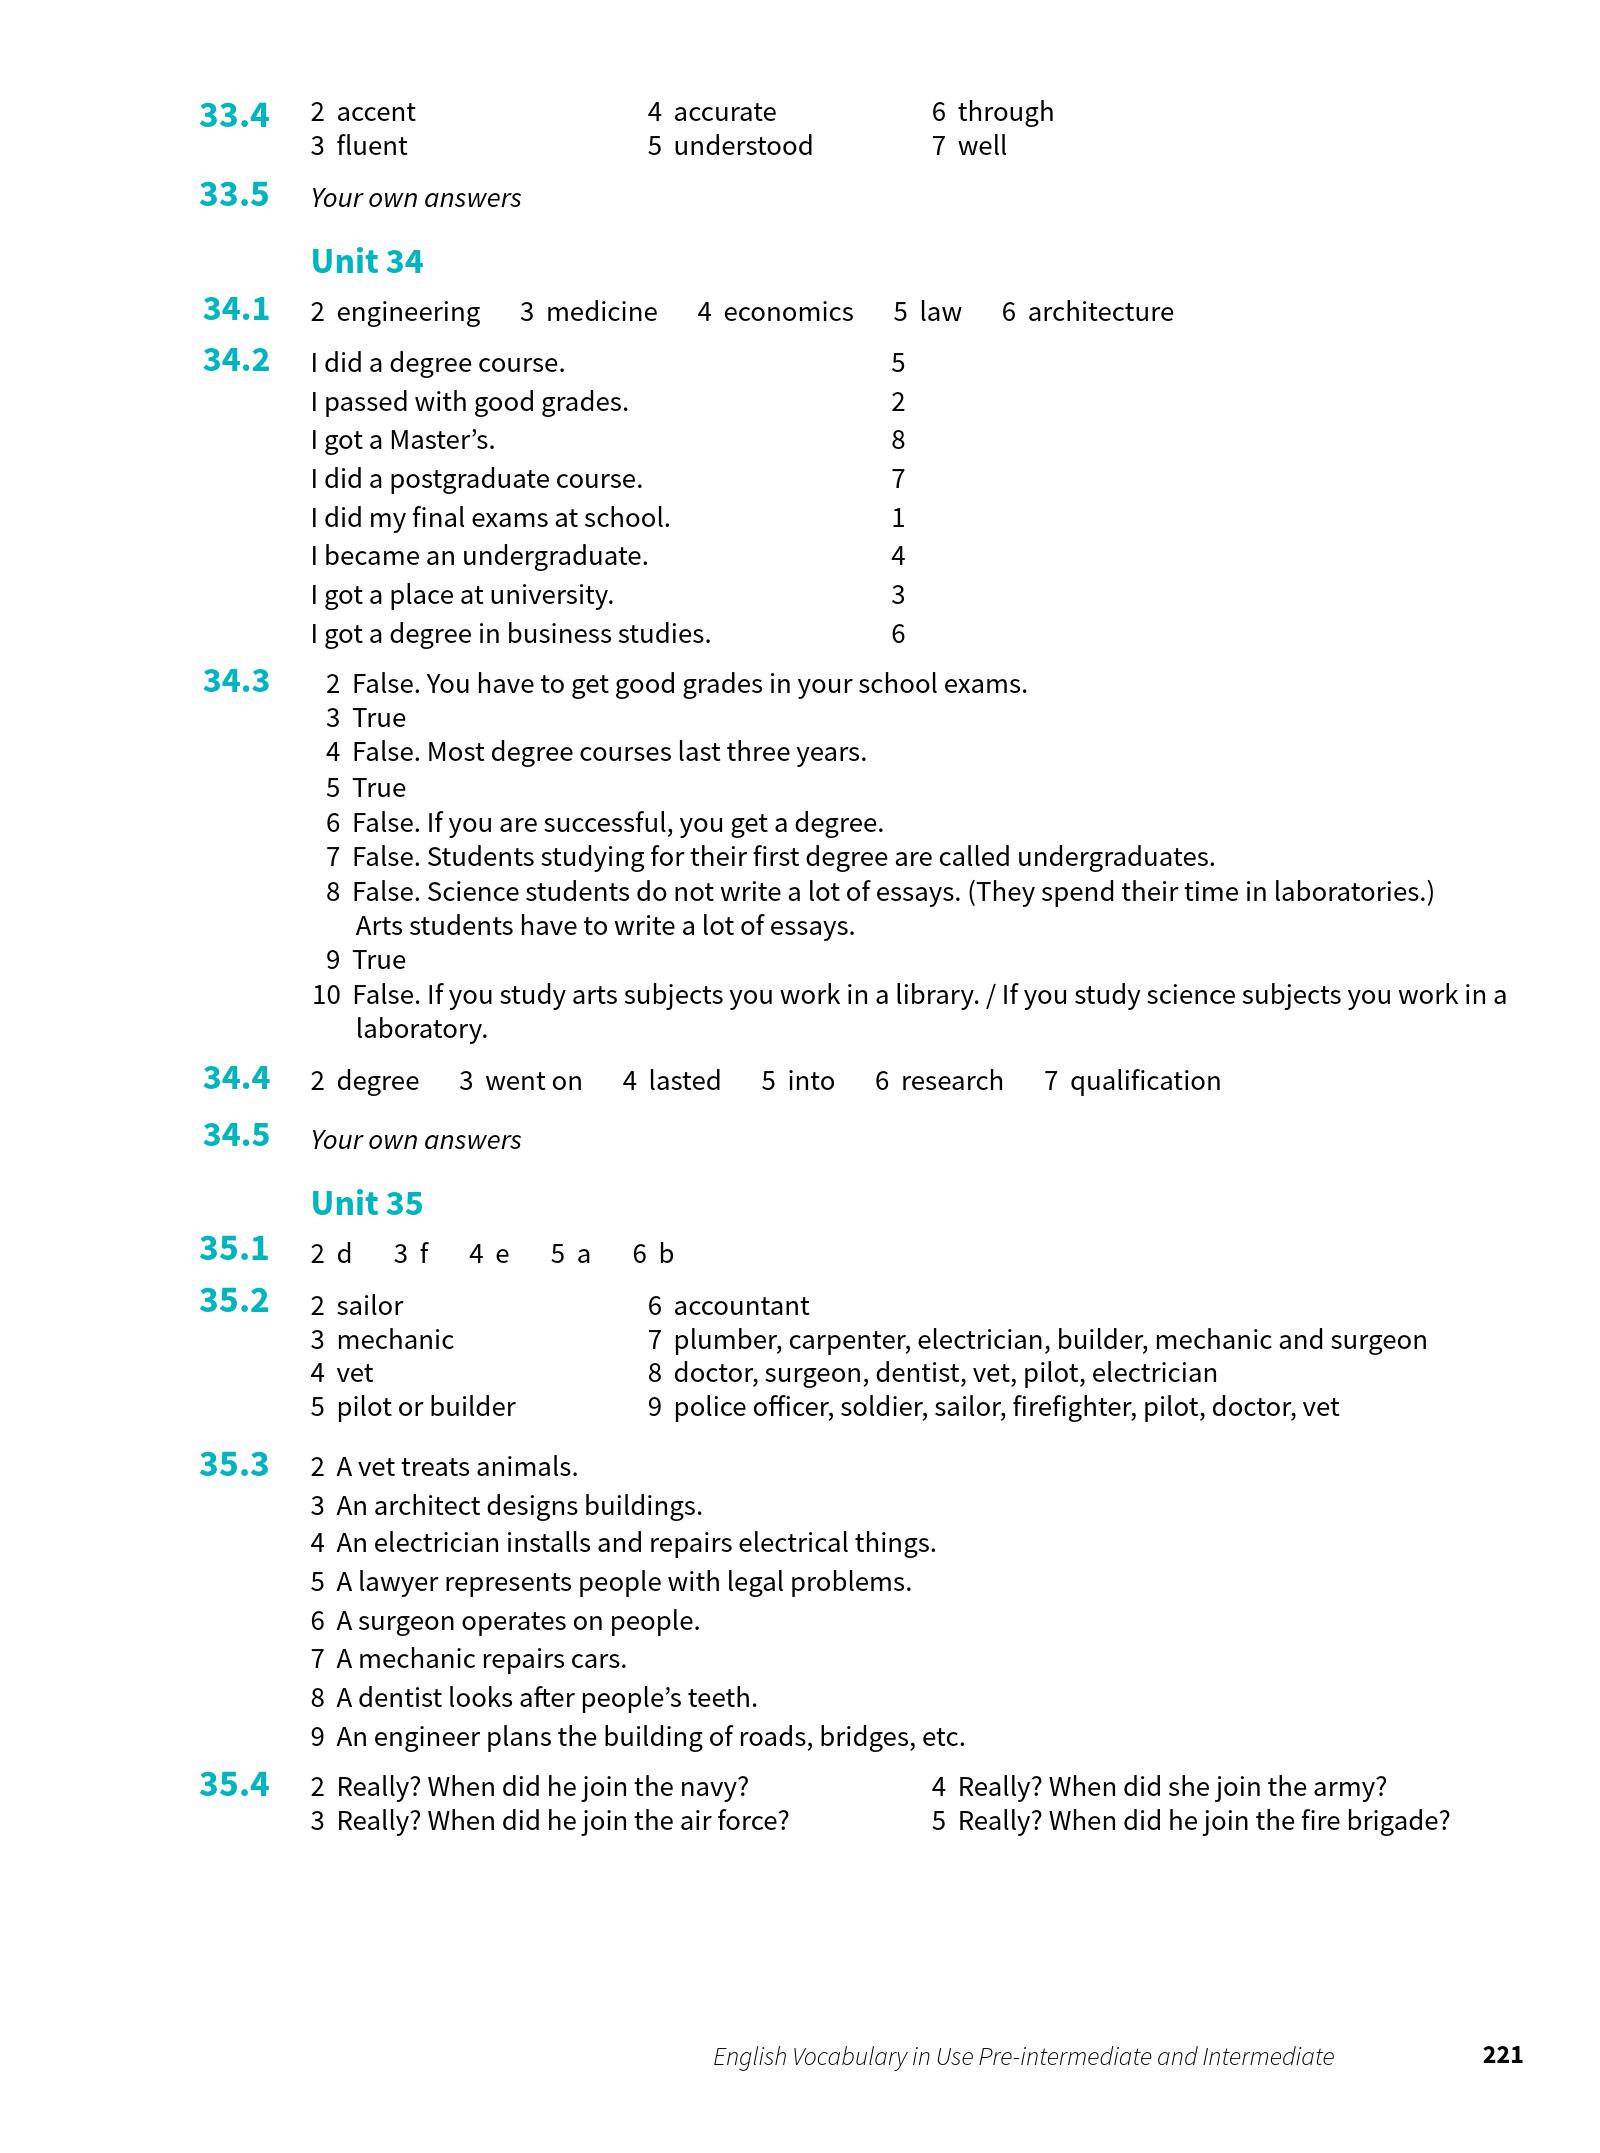 33.4 2 accent 4 accurate 6 through
3 fluent 5 understood 7 well
33.5 Your own answers
Unit 34
34.1 2 engineering 3 medicine 4 economics 5 law 6 architecture
34.2 I did a degree course. 5
I passed with good grades. 2
I got a Master’s. 8
I did a postgraduate course. 7
I did my final exams at school. 1
I became an undergraduate. 4
I got a place at university. 3
I got a degree in business studies. 6
34.3 2 False. You have to get good grades in your school exams.
3 True
4 False. Most degree courses last three years.
5 True
6 False. If you are successful, you get a degree.
7 False. Students studying for their first degree are called undergraduates.
8 False. Science students do not write a lot of essays. (They spend their time in laboratories.)
Arts students have to write a lot of essays.
9 True
10 False. If you study arts subjects you work in a library. / If you study science subjects you work in a
laboratory.
34.4 2 degree 3 went on 4 lasted 5 into 6 research 7 qualification
34.5 Your own answers
Unit 35
35.1 2 d 3 f 4 e 5 a 6 b
35.2 2 sailor 6 accountant
3 mechanic 7 plumber, carpenter, electrician, builder, mechanic and surgeon
4 vet 8 doctor, surgeon, dentist, vet, pilot, electrician
5 pilot or builder 9 police officer, soldier, sailor, firefighter, pilot, doctor, vet
35.3 2 A vet treats animals.
3 An architect designs buildings.
4 An electrician installs and repairs electrical things.
5 A lawyer represents people with legal problems.
6 A surgeon operates on people.
7 A mechanic repairs cars.
8 A dentist looks after people’s teeth.
9 An engineer plans the building of roads, bridges, etc.
35.4 2 Really? When did he join the navy? 4 Really? When did she join the army?
3 Really? When did he join the air force? 5 Really? When did he join the fire brigade?
English Vocabulary in Use Pre-intermediate and Intermediate 221